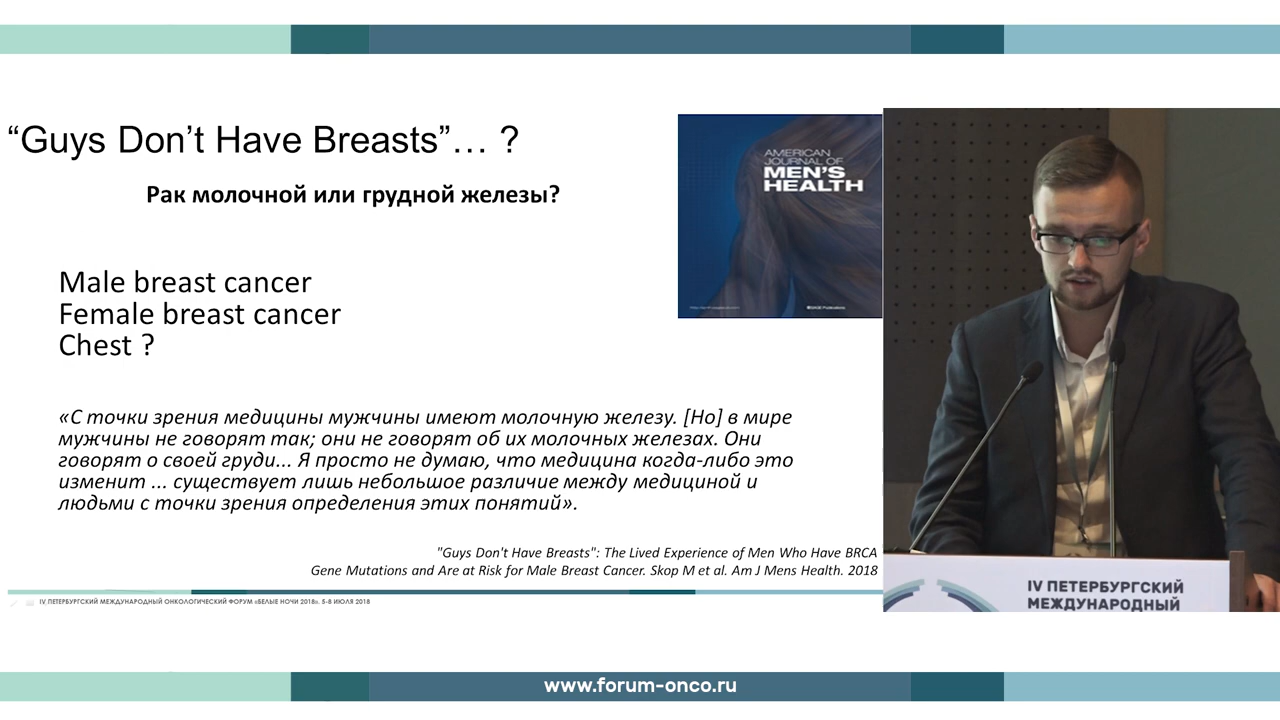 “Guys Don’t Have Breasts”… ?
Рак молочной или грудной железы?
AMERICAN
JOURNAL OF
MEN'S
HEALTH
Male breast cancer
Female breast cancer
Chest ?
«С точки зрения медицины мужчины имеют молочную железу. [Но] в мире
мужчины не говорят так; они не говорят об их молочных железах. Они
говорят о своей груди... Я просто не думаю, что медицина когда-либо это
изменит ... существует лишь небольшое различие между медициной и
людьми с точки зрения определения этих понятий».
"Guys Don't Have Breasts": The Lived Experience of Men Who Have BRCA
Gene Mutations and Are at Risk for Male Breast Cancer. Skop M et al. Am J Mens Health. 2018
IV ПЕТЕРБУРГСКИЙ МЕЖДУНАРОДНЫЙ ОНКОЛОГИЧЕСКИЙ ФОРУМ «БЕЛЫЕ НОЧИ 2018». 5-8 ИЮЛЯ 2018
IV ПЕТЕРБУРГСКИЙ
МЕЖДУНАРОДНЫЙ
www.forum-onco.ru